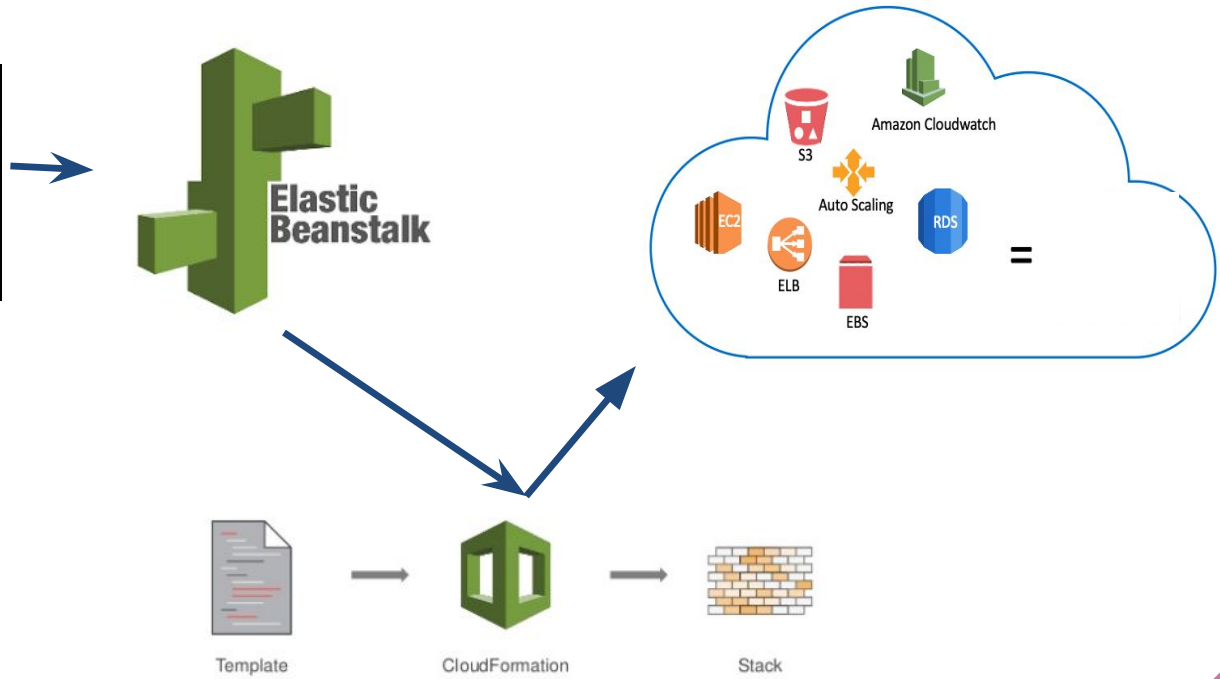 Elastic
Beanstalk
Amazon Cloudwatch
S3
Auto Scaling
EC2
RDS
ELB
EBS
=
Template
CloudFormation
Stack